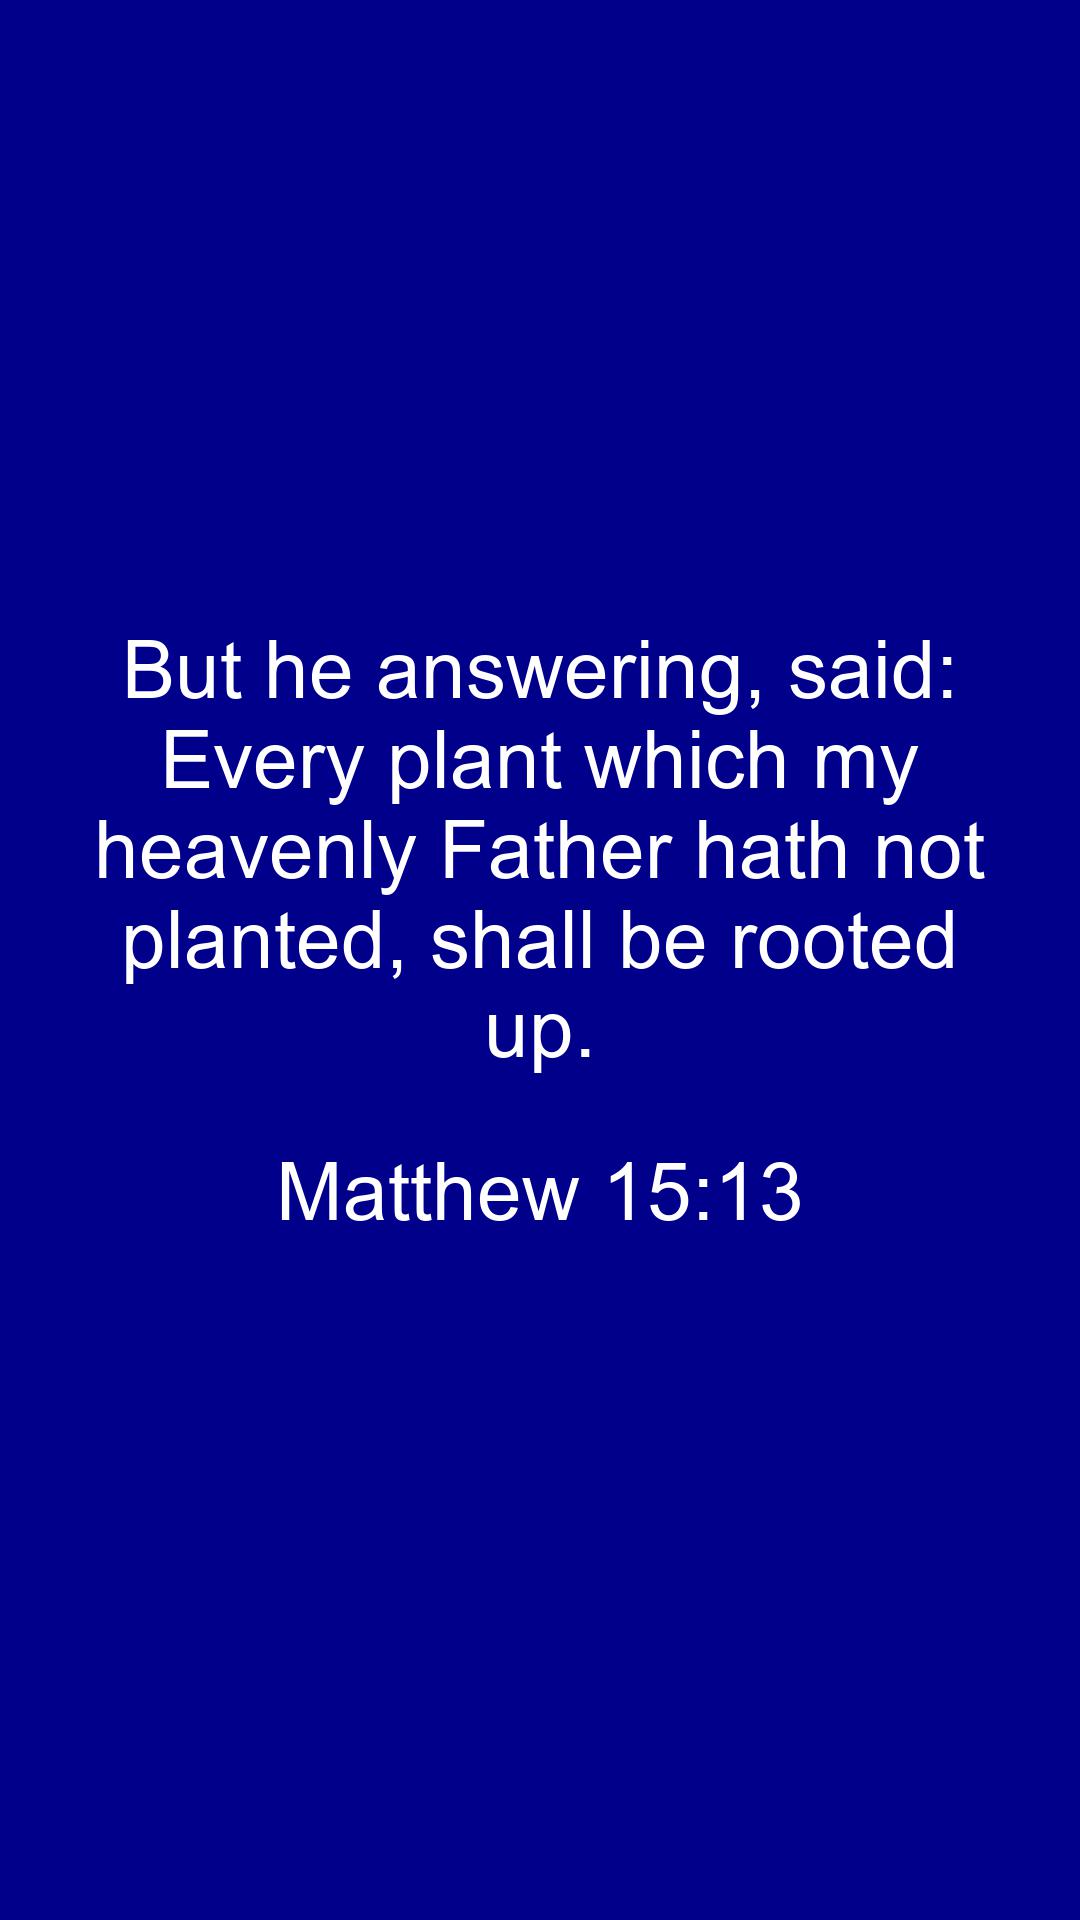 But he answering, said:
Every plant which my
heavenly Father hath not
planted, shall be rooted
up.
Matthew 15:13